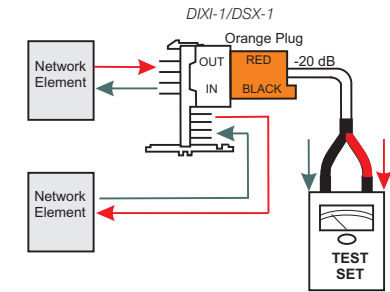 DIXI-1/DSX-1
Orange Plug
Network
Element
OUT
RED
-20 dB
IN
BLACK
Network
Element
TEST
SET